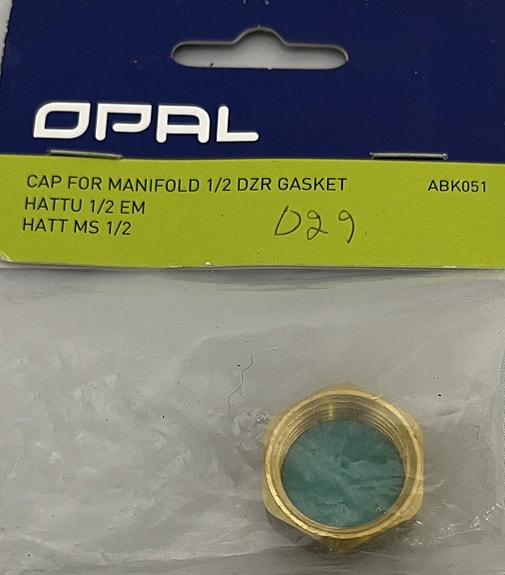 OPAL
CAP FOR MANIFOLD 1/2 DZR GASKET ABK051
HATTU 1/2 EM
HATT MS 1/2
D29